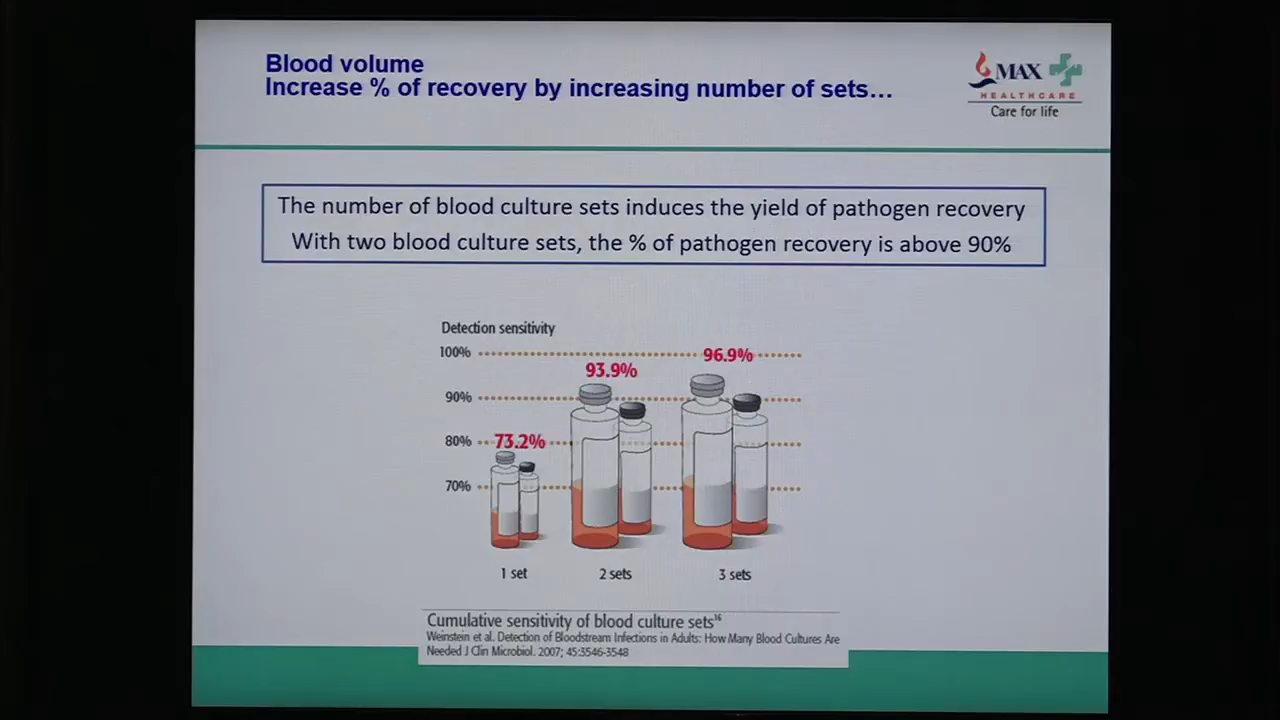 Blood volume
Increase % of recovery by increasing number of sets…
MAX
HEALTHCARE
Care for life
The number of blood culture sets induces the yield of pathogen recovery
With two blood culture sets, the % of pathogen recovery is above 90%
Detection sensitivity
100%
96.9%
93.9%
90%
80%
73.2%
70%
1 set
2 sets
3 sets
Cumulative sensitivity of blood culture sets¹⁶
Weinstein et al. Detection of Bloodstream Infections in Adults: How Many Blood Cultures Are
Needed J Clin Microbiol. 2007; 45:3546-3548